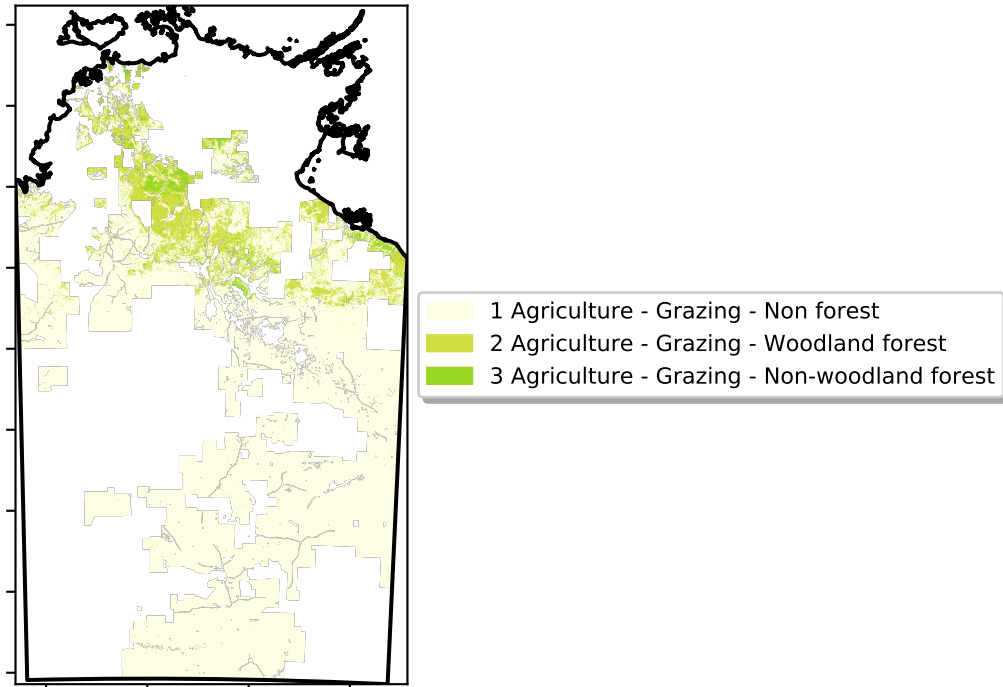 1 Agriculture - Grazing - Non forest
2 Agriculture - Grazing - Woodland forest
3 Agriculture - Grazing - Non-woodland forest